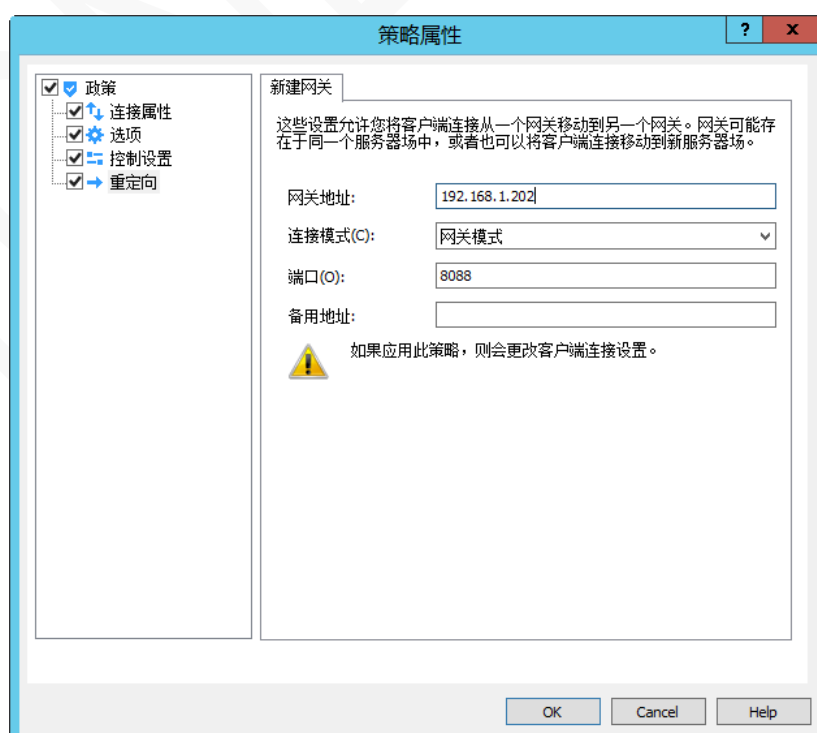 策略属性
?
x
政策
连接属性
选项
控制设置
重定向
新建网关
这些设置允许您将客户端连接从一个网关移动到另一个网关。网关可能存
在于同一个服务器场中，或者也可以将客户端连接移动到新服务器场。
网关地址:
192.168.1.202
连接模式(C):
网关模式
端口(O):
8088
备用地址:
如果应用此策略，则会更改客户端连接设置。
OK
Cancel
Help